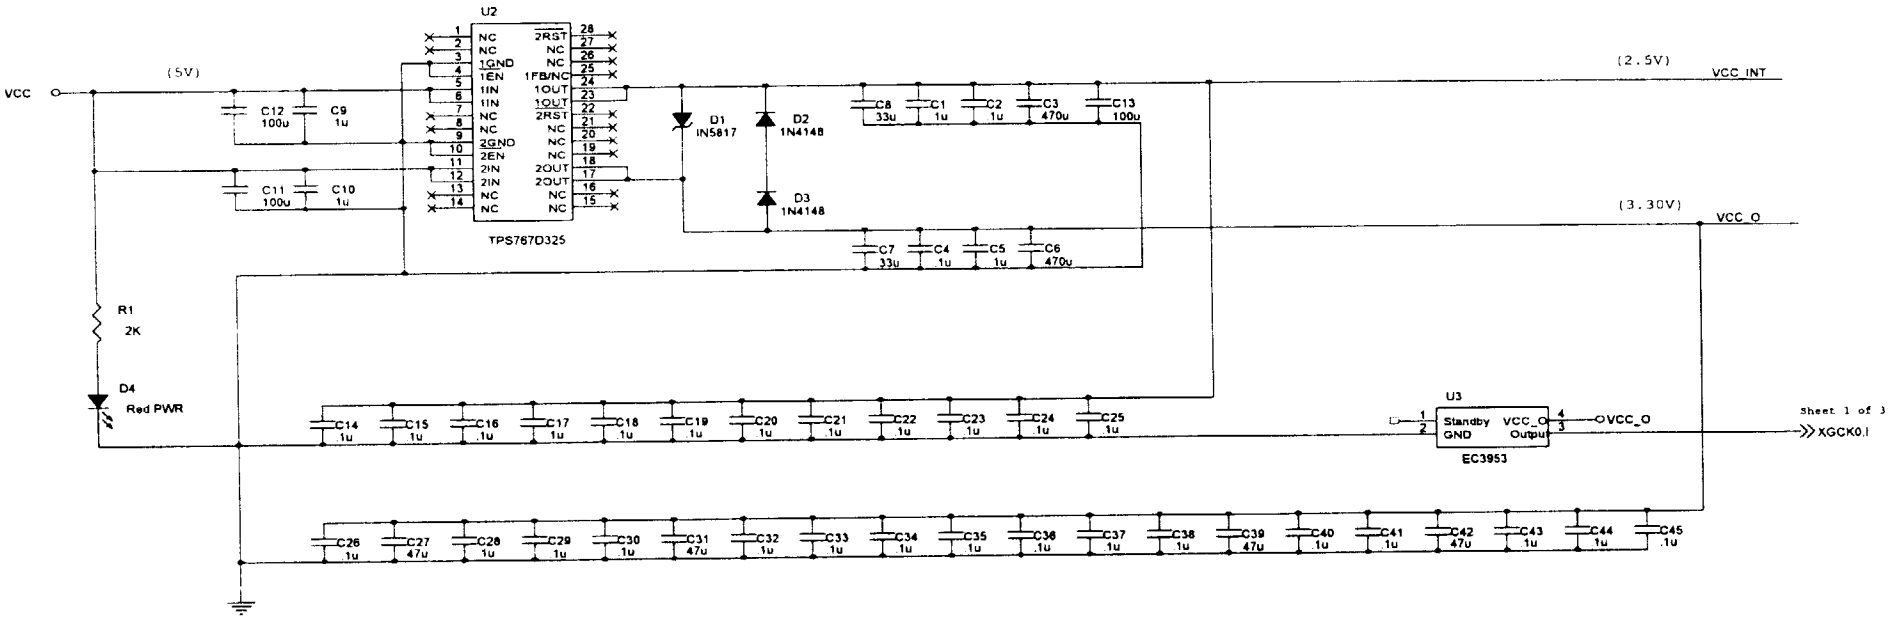 U2
1 NC
2 NC
3 1GND
4 1EN
5 1IN
6 1IN
7 NC
8 NC
9 2GND
10 2EN
11 2IN
12 2IN
13 NC
14 NC
2RST 28
NC 27
NC 26
1FB/NC 25
1OUT 24
1OUT 23
2RST 22
NC 21
NC 20
NC 19
2OUT 18
2OUT 17
NC 16
NC 15
TPS767D325
VCC
(5V)
C12
100u
C9
1u
C11
100u
C10
1u
D1
IN5817
D2
1N4148
D3
1N4148
C8
33u
C1
1u
C2
.1u
C3
470u
C13
100u
(2.5V)
VCC_INT
(3.30V)
VCC_O
C7
33u
C4
.1u
C5
1u
C6
470u
R1
2K
D4
Red PWR
C14
.1u
C15
.1u
C16
.1u
C17
.1u
C18
.1u
C19
.1u
C20
.1u
C21
.1u
C22
.1u
C23
.1u
C24
.1u
C25
.1u
U3
1 Standby
2 GND
VCC_O 4
Output 3
VCC_O
EC3953
Sheet 1 of 3
XGCK0,I
C26
.1u
C27
47u
C28
.1u
C29
.1u
C30
.1u
C31
47u
C32
.1u
C33
.1u
C34
.1u
C35
.1u
C36
.1u
C37
.1u
C38
.1u
C39
47u
C40
.1u
C41
.1u
C42
47u
C43
.1u
C44
.1u
C45
.1u